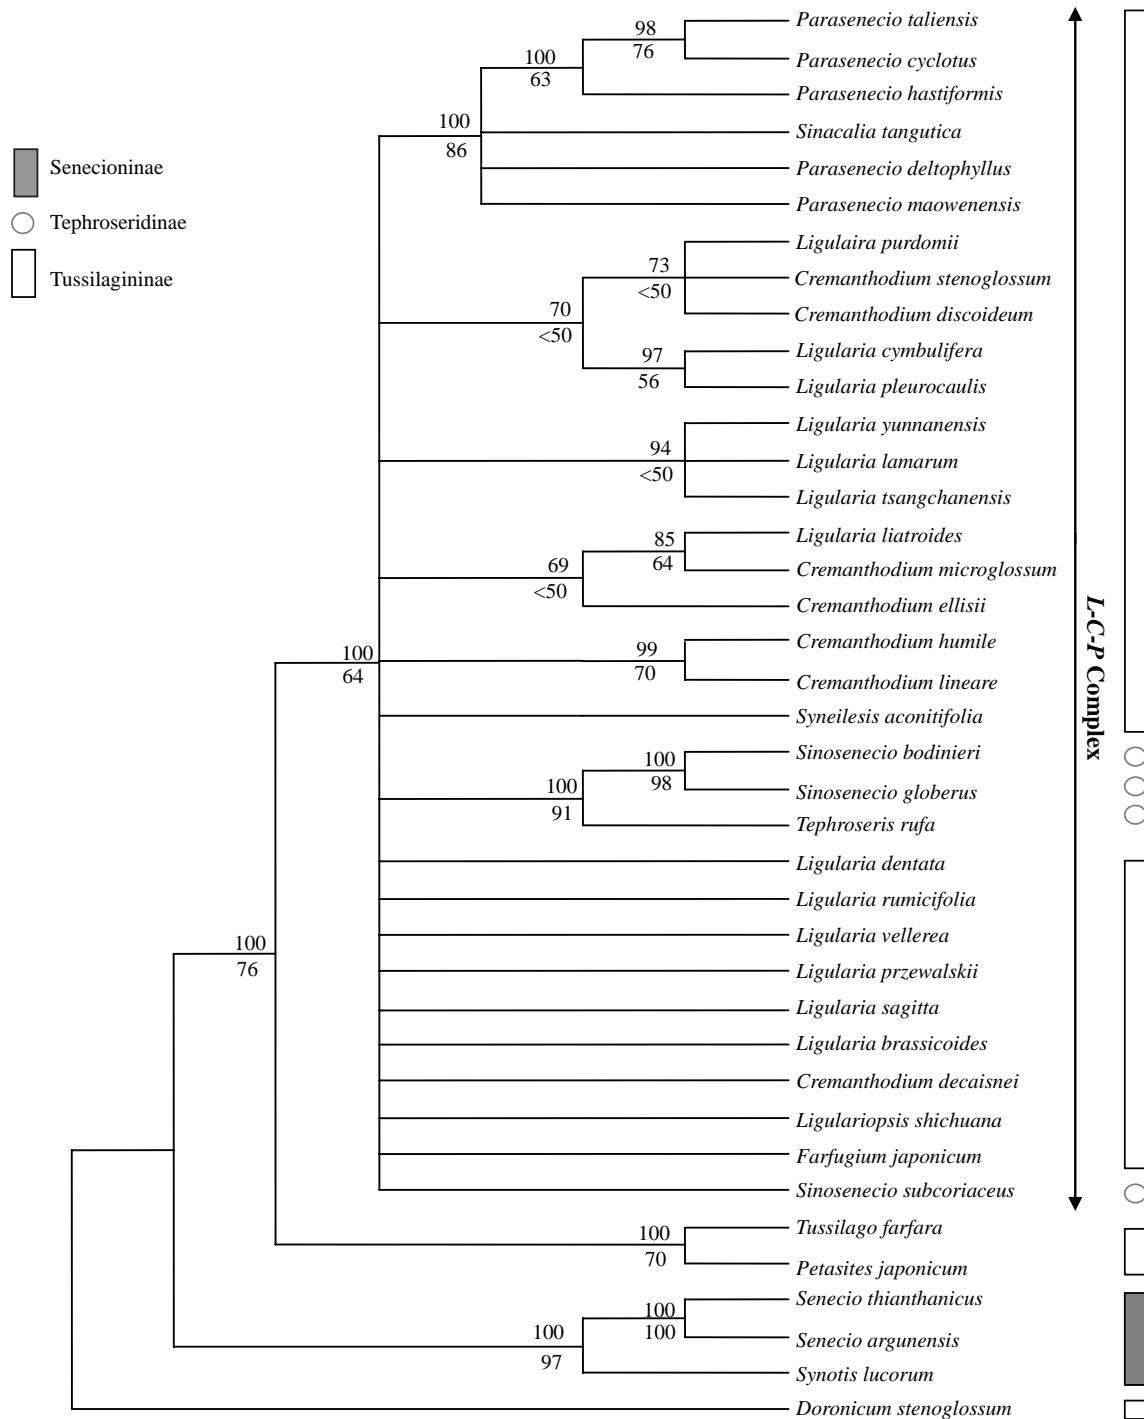 Senecioninae
Tephroseridinae
Tussilagininae
98
76
100
63
100
86
73
<50
70
<50
97
56
94
<50
85
64
69
<50
99
70
100
64
100
98
100
91
100
76
100
70
100
100
100
97
Parasenecio taliensis
Parasenecio cyclotus
Parasenecio hastiformis
Sinacalia tangutica
Parasenecio deltophyllus
Parasenecio maowenensis
Ligulaira purdomii
Cremanthodium stenoglossum
Cremanthodium discoideum
Ligularia cymbulifera
Ligularia pleurocaulis
Ligularia yunnanensis
Ligularia lamarum
Ligularia tsangchanensis
Ligularia liatroides
Cremanthodium microglossum
Cremanthodium ellisii
Cremanthodium humile
Cremanthodium lineare
Syneilesis aconitifolia
Sinosenecio bodinieri
Sinosenecio globerus
Tephroseris rufa
Ligularia dentata
Ligularia rumicifolia
Ligularia vellerea
Ligularia przewalskii
Ligularia sagitta
Ligularia brassicoides
Cremanthodium decaisnei
Ligulariopsis shichuana
Farfugium japonicum
Sinosenecio subcoriaceus
Tussilago farfara
Petasites japonicum
Senecio thianthanicus
Senecio argunensis
Synotis lucorum
Doronicum stenoglossum
L-C-P Complex